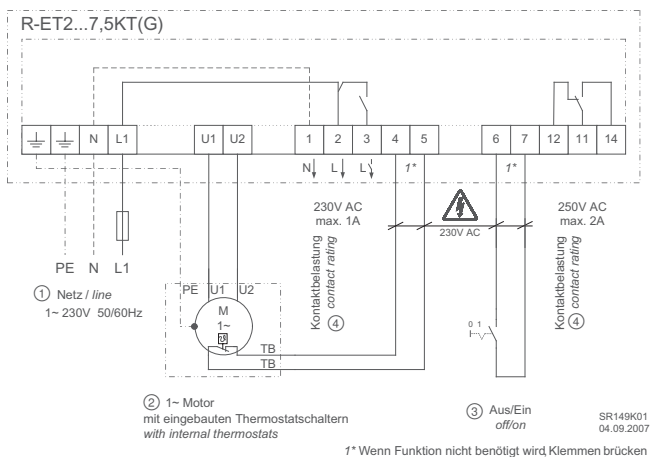 R-ET2...7,5KT(G)
N L1 U1 U2 1 2 3 4 5 6 7 12 11 14
N L L 1* 1*
230V AC
max. 1A
230V AC
250V AC
max. 2A
Kontaktbelastung
contact rating
4
Kontaktbelastung
contact rating
4
PE N L1
1 Netz / line
1~ 230V 50/60Hz
PE U1 U2
M
1~
TB
TB
0 1
2 1~ Motor
mit eingebauten Thermostatschaltern
with internal thermostats
3 Aus/Ein
off/on
SR149K01
04.09.2007
1* Wenn Funktion nicht benötigt wird, Klemmen brücken